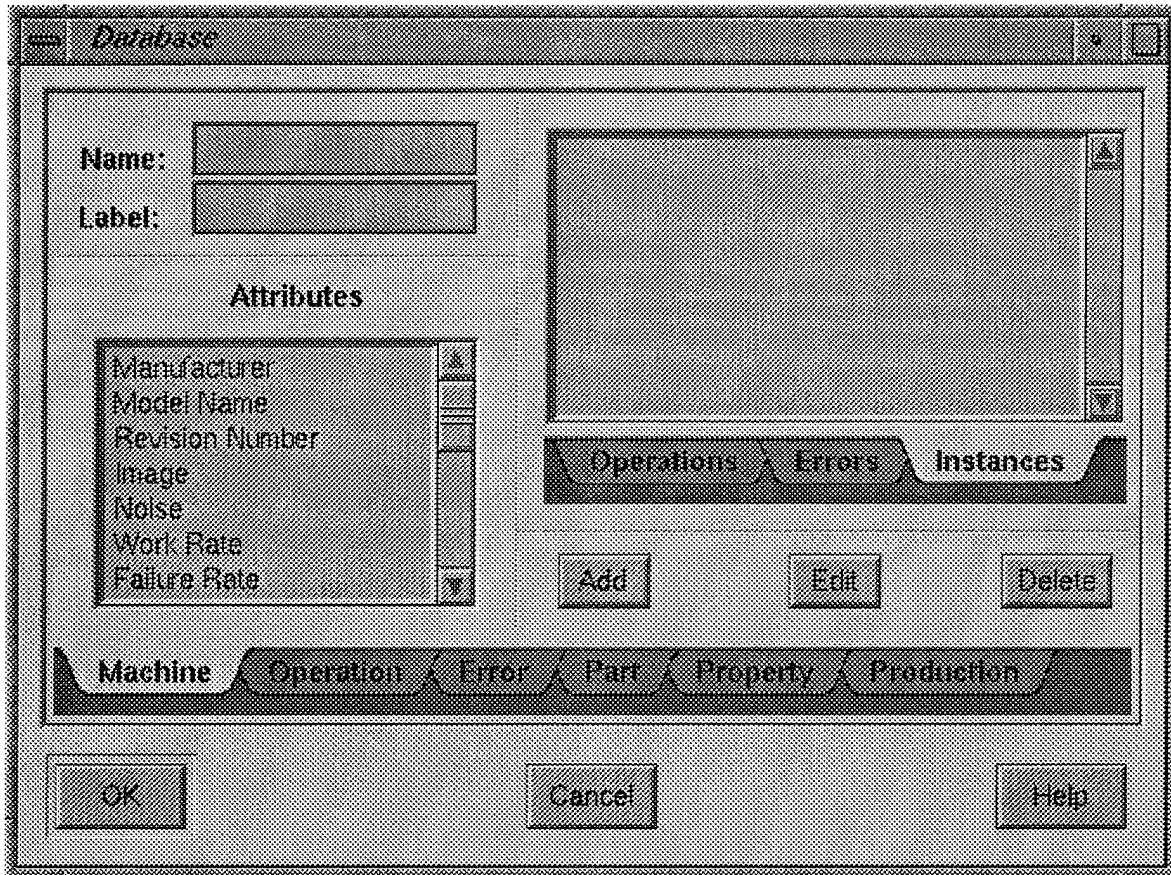 Database
Name:
Label:
Attributes
Manufacturer
Model Name
Revision Number
Image
Noise
Work Rate
Failure Rate
Operations Errors Instances
Add Edit Delete
Machine Operation Error Part Property Production
OK Cancel Help